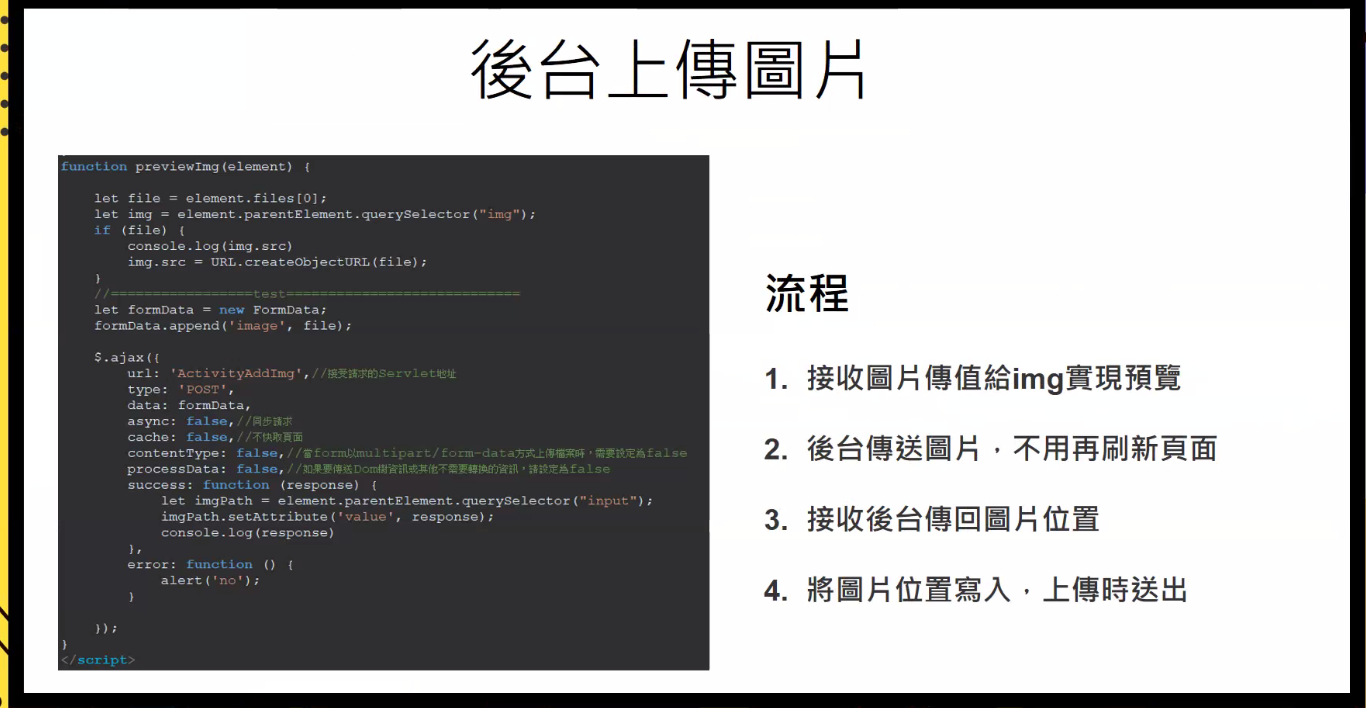 後台上傳圖片
function previewImg(element) {
let file = element.files[0];
let img = element.parentElement.querySelector("img");
if (file) {
console.log(img.src)
img.src = URL.createObjectURL(file);
}
//=================test============================
let formData = new FormData;
formData.append('image', file);
$.ajax({
url: 'ActivityAddImg',//接受請求的Servlet地址
type: 'POST',
data: formData,
async: false,//同步請求
cache: false,//不快取頁面
contentType: false,//當form以multipart/form-data方式上傳檔案時，需要設定為false
processData: false,//如果要傳送Dom樹資訊或其他不需要轉換的資訊，請設定為false
success: function (response) {
let imgPath = element.parentElement.querySelector("input");
imgPath.setAttribute('value', response);
console.log(response)
},
error: function () {
alert('no');
}
});
}
</script>
流程
1. 接收圖片傳值給img實現預覽
2. 後台傳送圖片，不用再刷新頁面
3. 接收後台傳回圖片位置
4. 將圖片位置寫入，上傳時送出